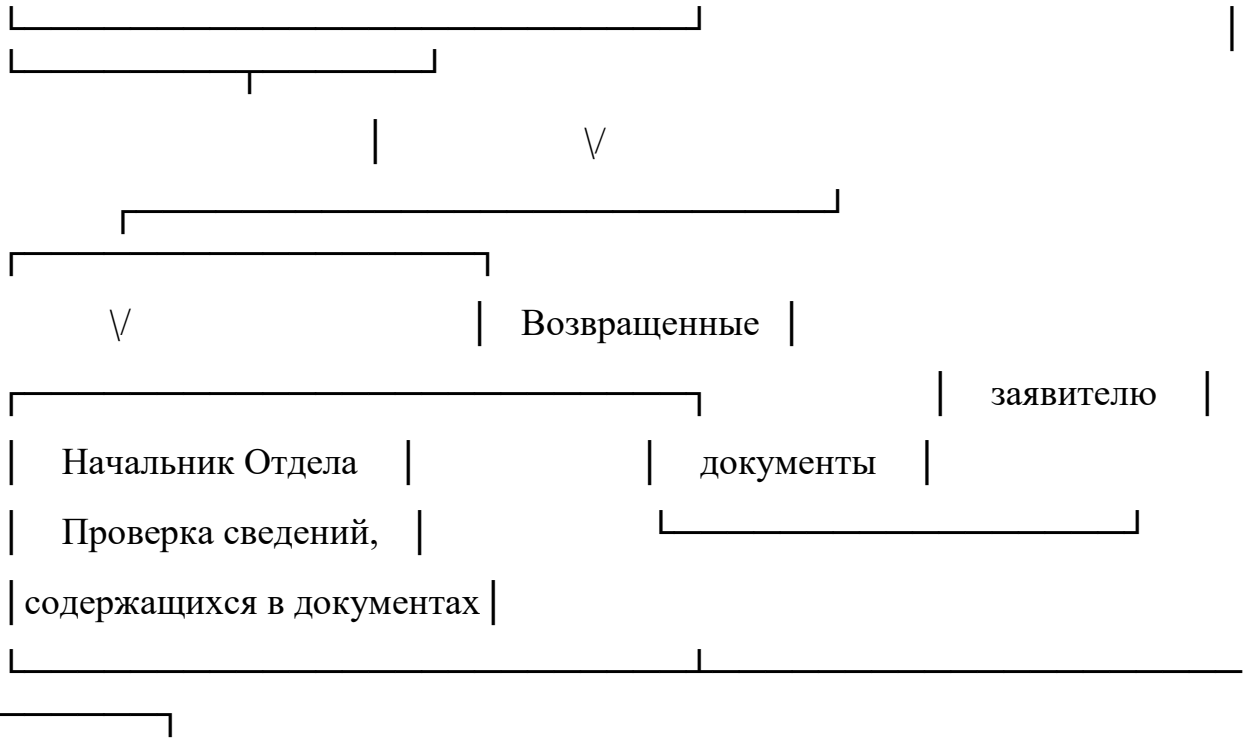 Возвращенные
заявителю
Начальник Отдела документы
Проверка сведений,
содержащихся в документах